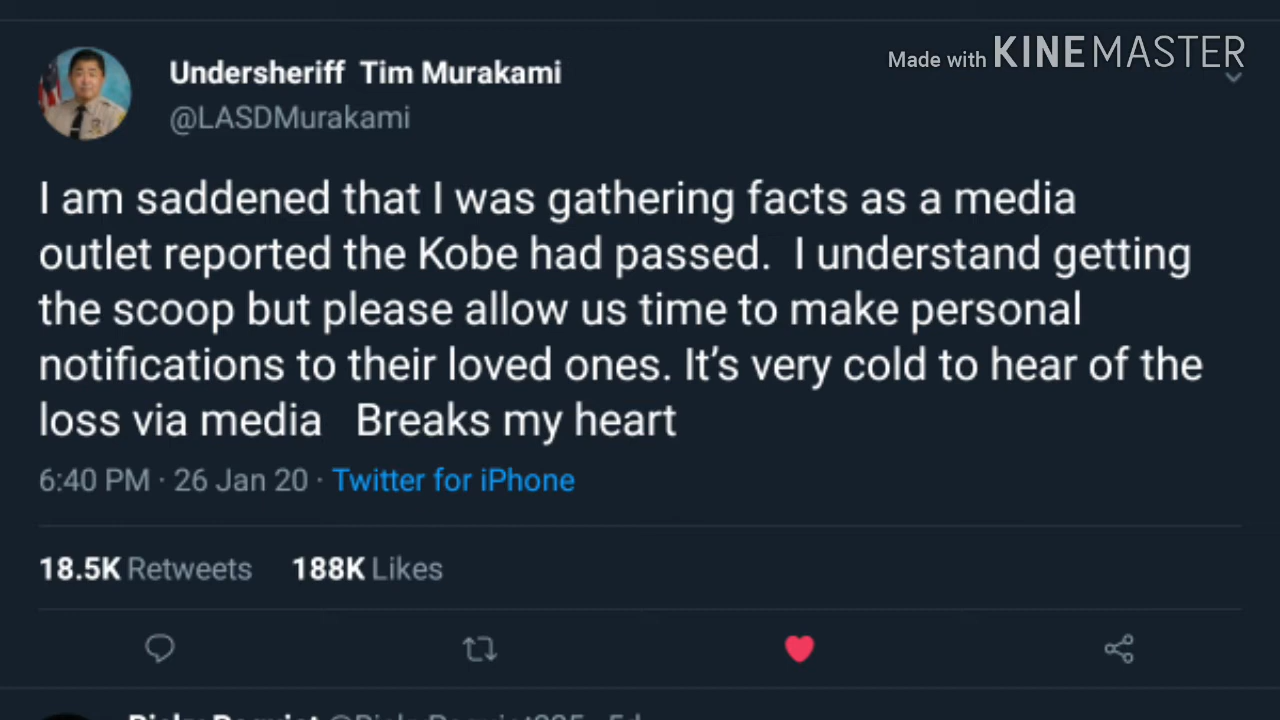 Made with KINEMASTER
Undersheriff Tim Murakami
@LASDMurakami
I am saddened that I was gathering facts as a media
outlet reported the Kobe had passed. I understand getting
the scoop but please allow us time to make personal
notifications to their loved ones. It's very cold to hear of the
loss via media Breaks my heart
6:40 PM · 26 Jan 20 · Twitter for iPhone
18.5K Retweets 188K Likes